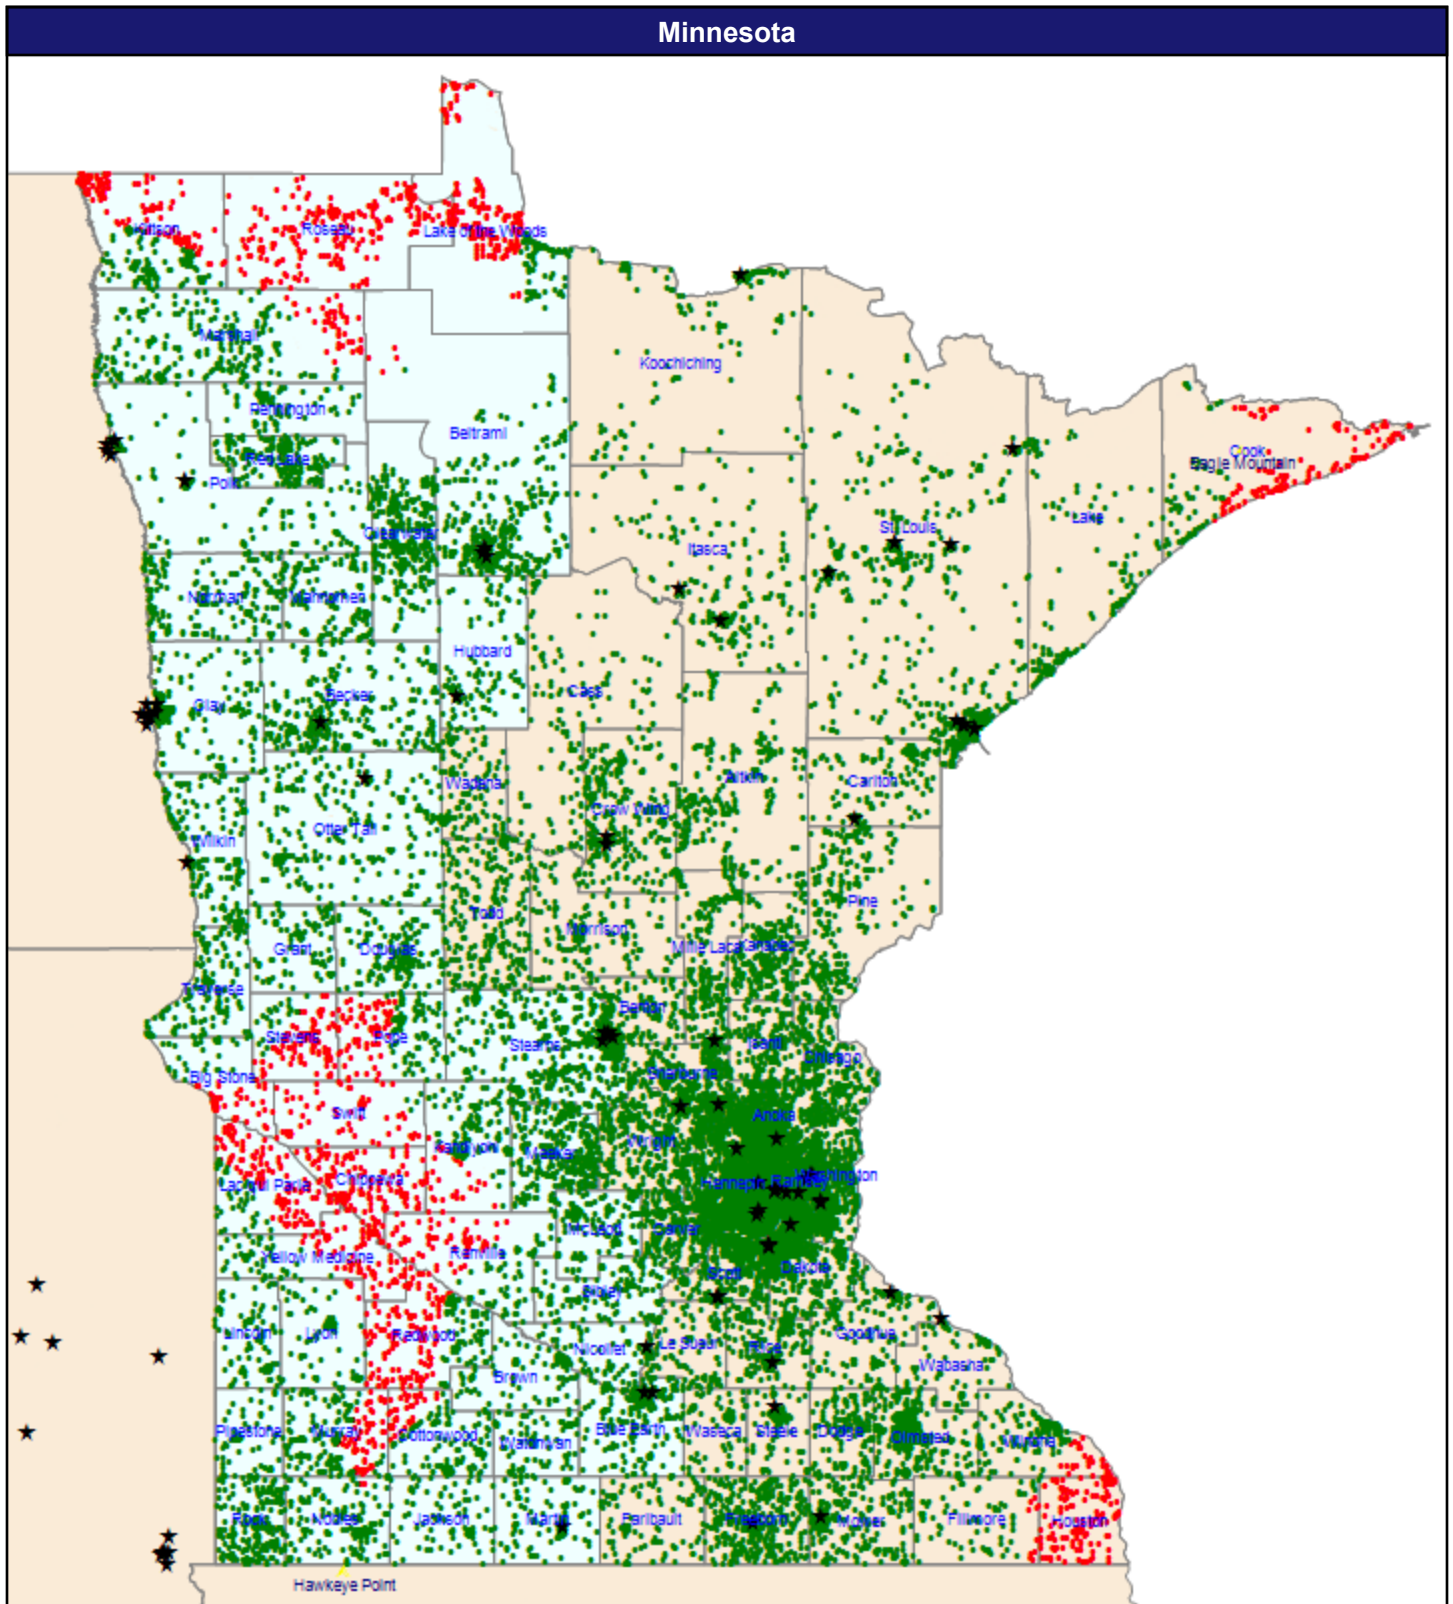 Minnesota
Kittson
Roseau
Lake of the Woods
Marshall
Koochiching
Pennington
Beltrami
Red Lake
Cook
Eagle Mountain
Polk
Lake
St. Louis
Clearwater
Itasca
Norman
Mahnomen
Hubbard
Cass
Becker
Clay
Aitkin
Carlton
Wadena
Crow Wing
Otter Tail
Wilkin
Pine
Todd
Morrison
Grant
Douglas
Mille Lacs
Kanabec
Traverse
Benton
Stevens
Pope
Stearns
Isanti
Chisago
Big Stone
Sherburne
Swift
Anoka
Kandiyohi
Meeker
Wright
Lac qui Parle
Chippewa
Hennepin
Ramsey
Washington
McLeod
Carver
Yellow Medicine
Renville
Scott
Dakota
Sibley
Lincoln
Lyon
Redwood
Nicollet
Le Sueur
Rice
Goodhue
Wabasha
Brown
Pipestone
Murray
Cottonwood
Watonwan
Blue Earth
Waseca
Steele
Dodge
Olmsted
Winona
Rock
Nobles
Jackson
Martin
Faribault
Freeborn
Mower
Fillmore
Houston
Hawkeye Point